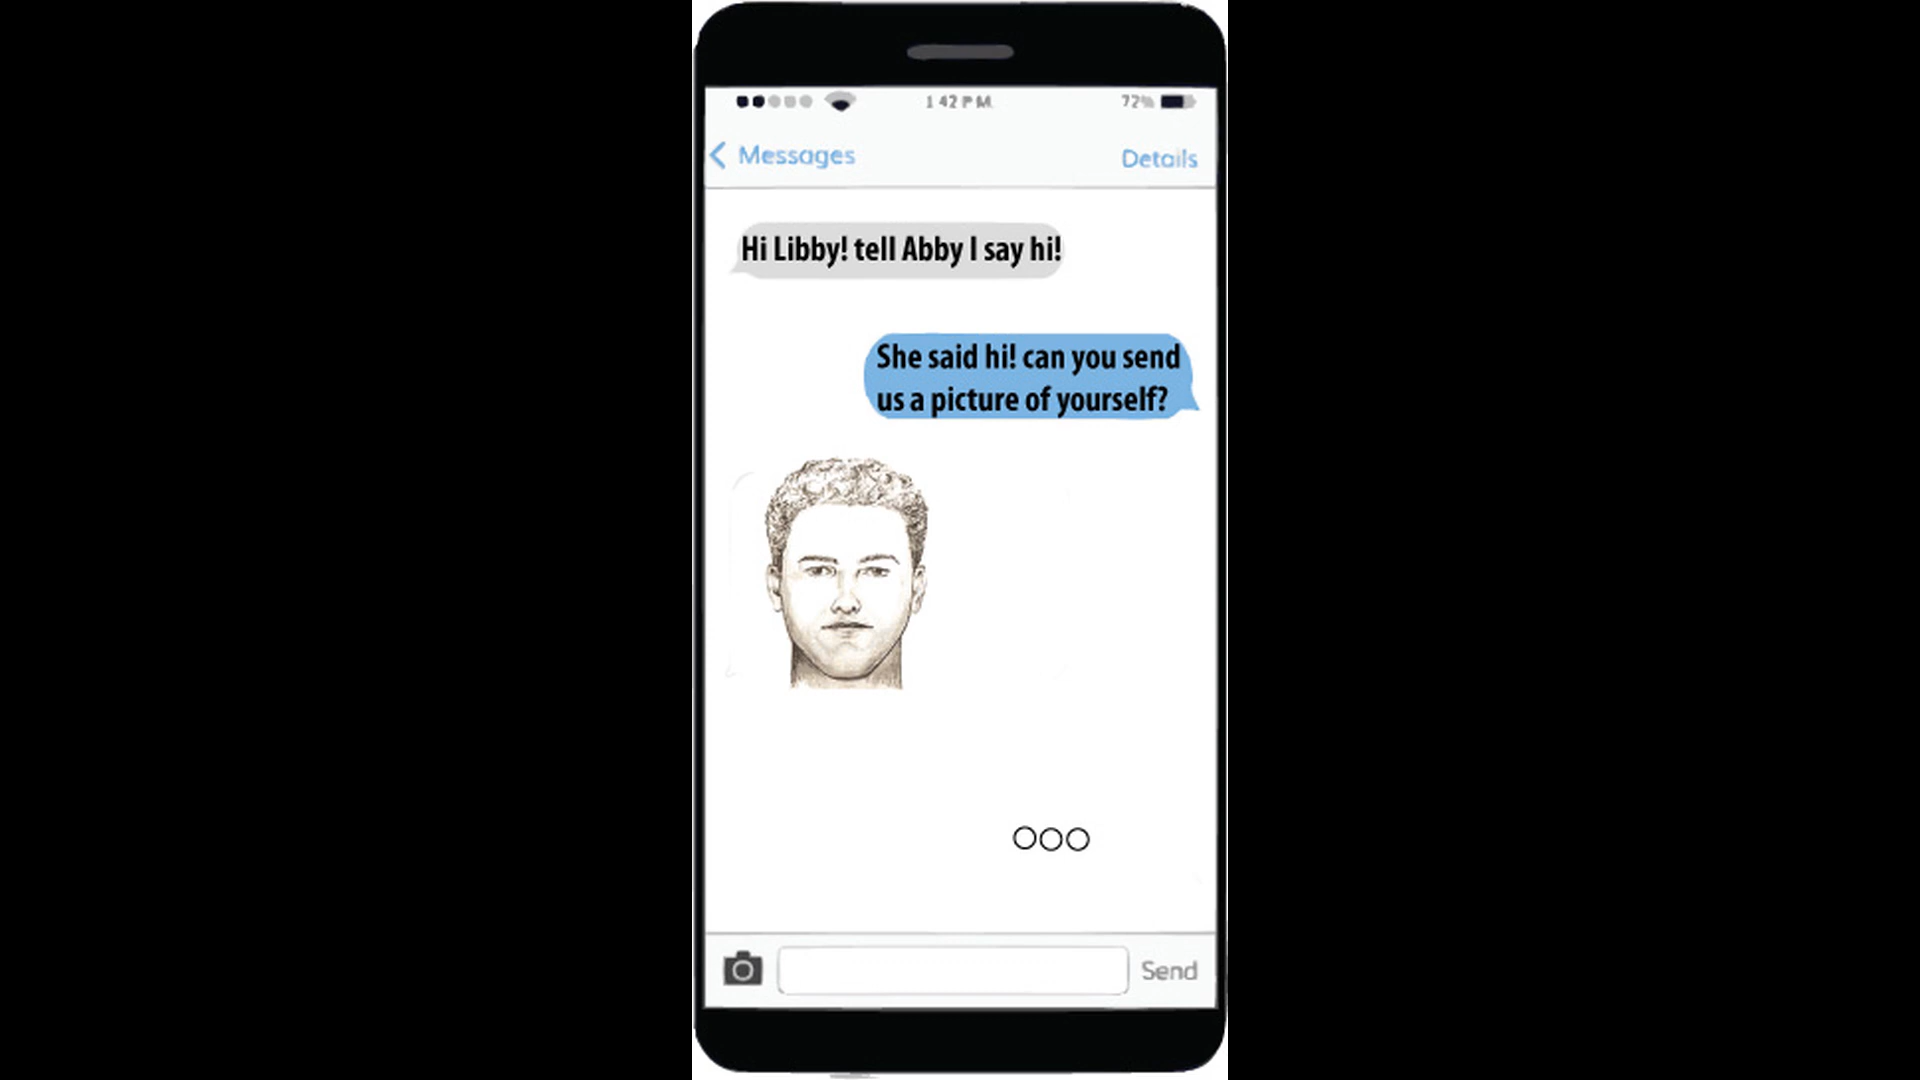 1 42 P M
72%
Messages
Details
Hi Libby! tell Abby I say hi!
She said hi! can you send
us a picture of yourself?
Send